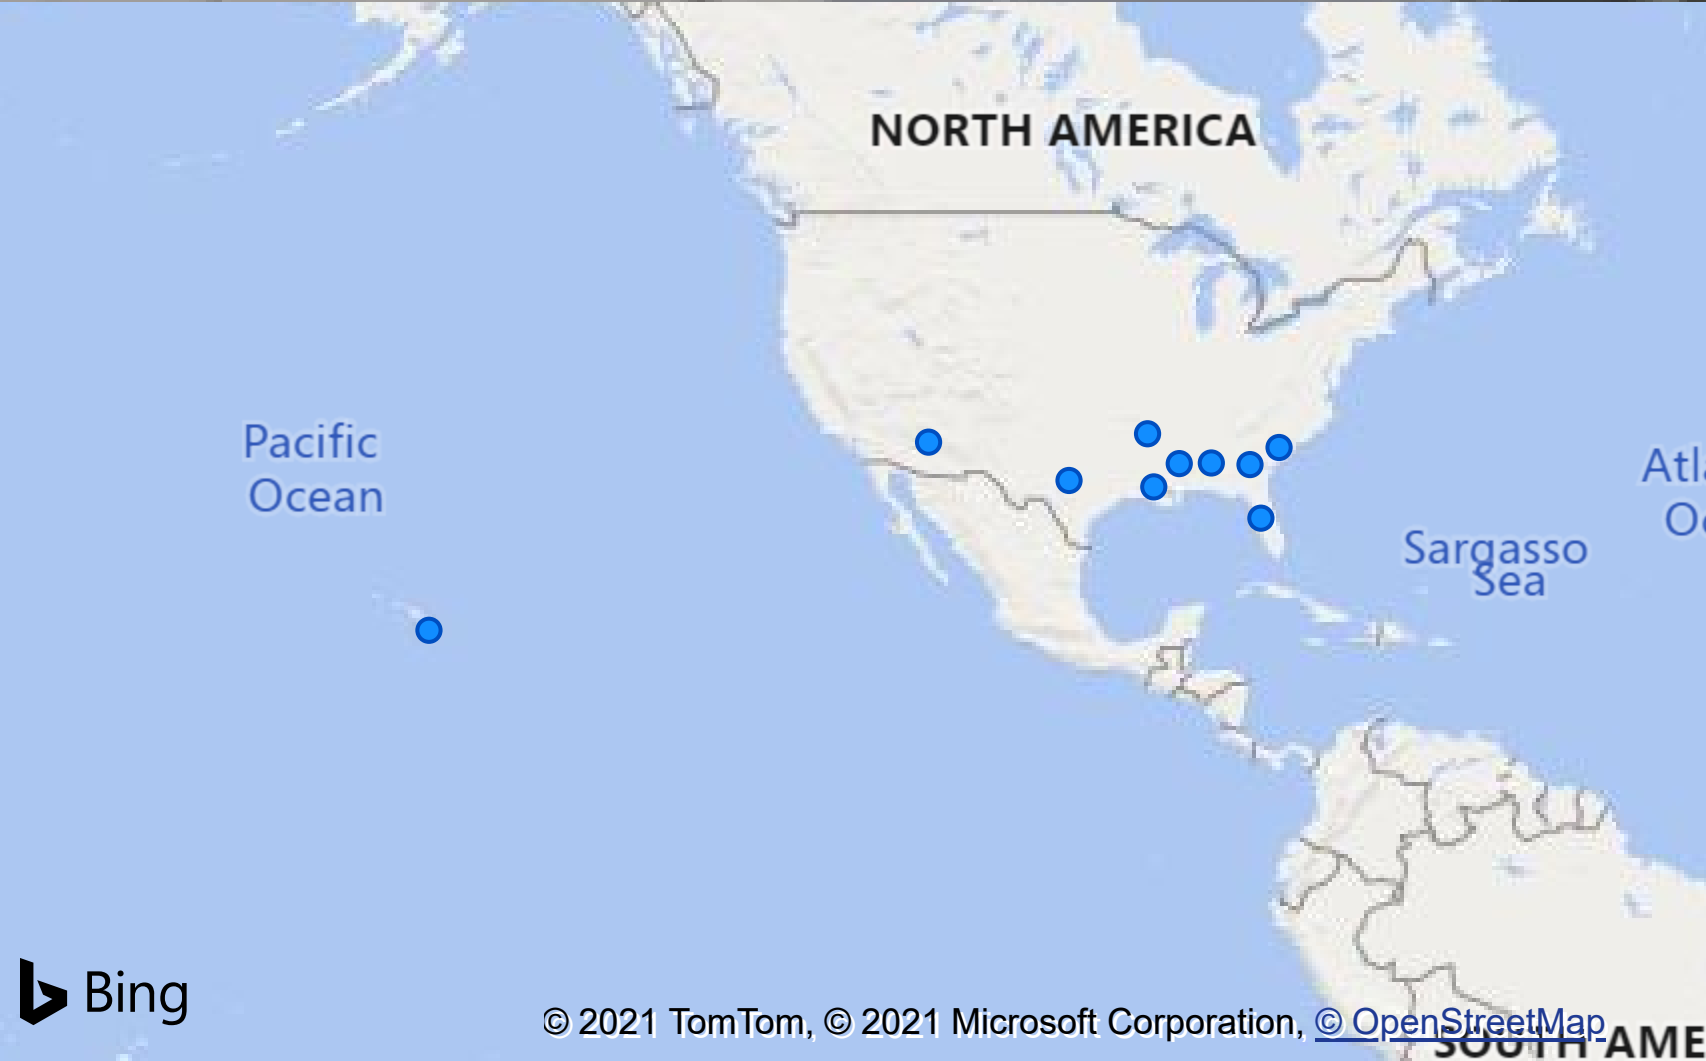 NORTH AMERICA
Pacific
Ocean
Sargasso
Sea
Bing
© 2021 TomTom, © 2021 Microsoft Corporation, © OpenStreetMap